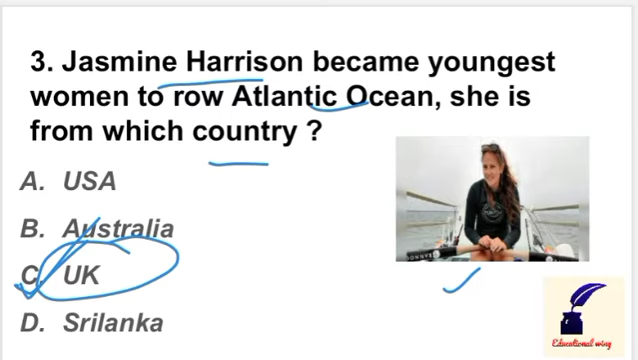 3. Jasmine Harrison became youngest
women to row Atlantic Ocean, she is
from which country ?
A. USA
B. Australia
C. UK
D. Srilanka
Educational wing